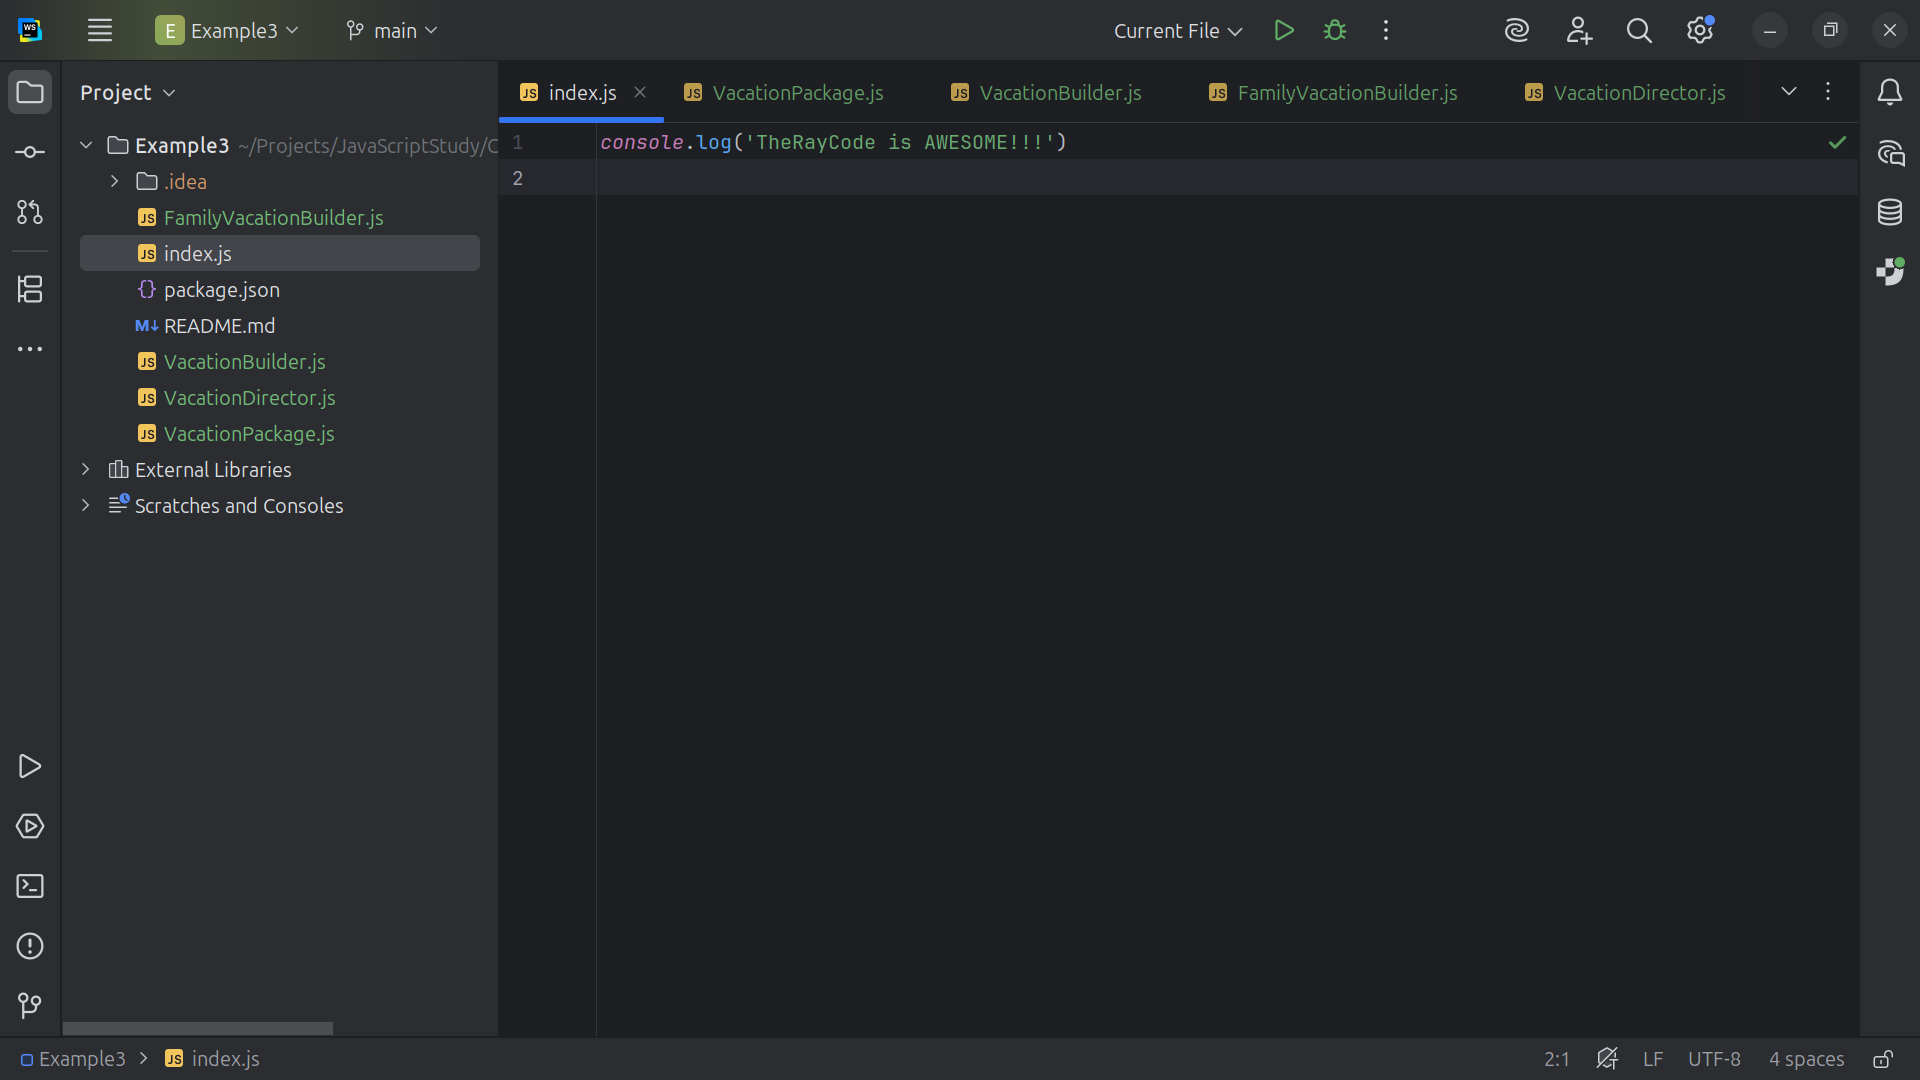 WS
E Example3 main Current File
Project
JS index.js JS VacationPackage.js JS VacationBuilder.js JS FamilyVacationBuilder.js JS VacationDirector.js
Example3 ~/Projects/JavaScriptStudy/C
.idea
JS FamilyVacationBuilder.js
JS index.js
{} package.json
M↓ README.md
JS VacationBuilder.js
JS VacationDirector.js
JS VacationPackage.js
External Libraries
Scratches and Consoles
1 console.log('TheRayCode is AWESOME!!!')
2
Example3 > JS index.js 2:1 LF UTF-8 4 spaces